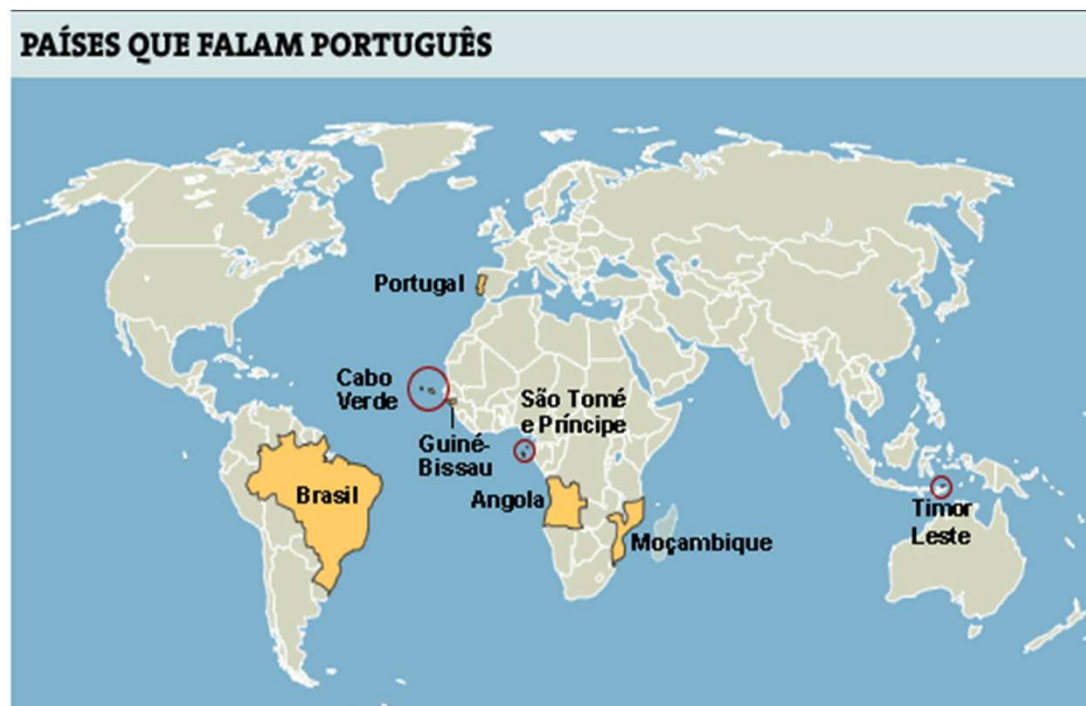 PAÍSES QUE FALAM PORTUGUÊS
Portugal
Cabo
Verde
São Tomé
e Príncipe
Guiné-
Bissau
Brasil
Angola
Moçambique
Timor
Leste